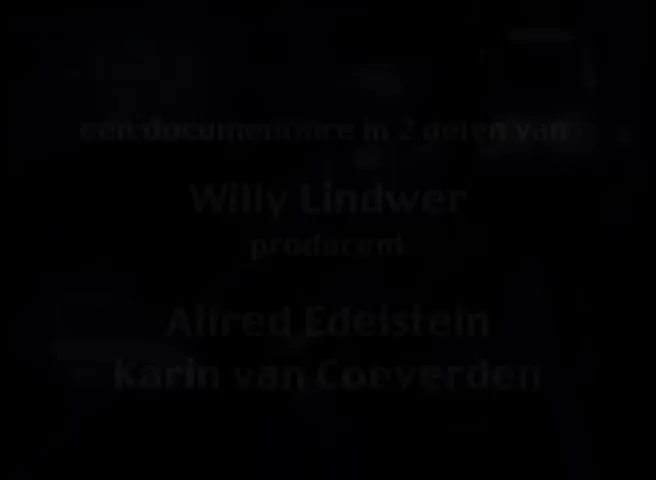 een documentaire in 2 delen van
Willy Lindwer
producent
Alfred Edelstein
Karin van Coeverden